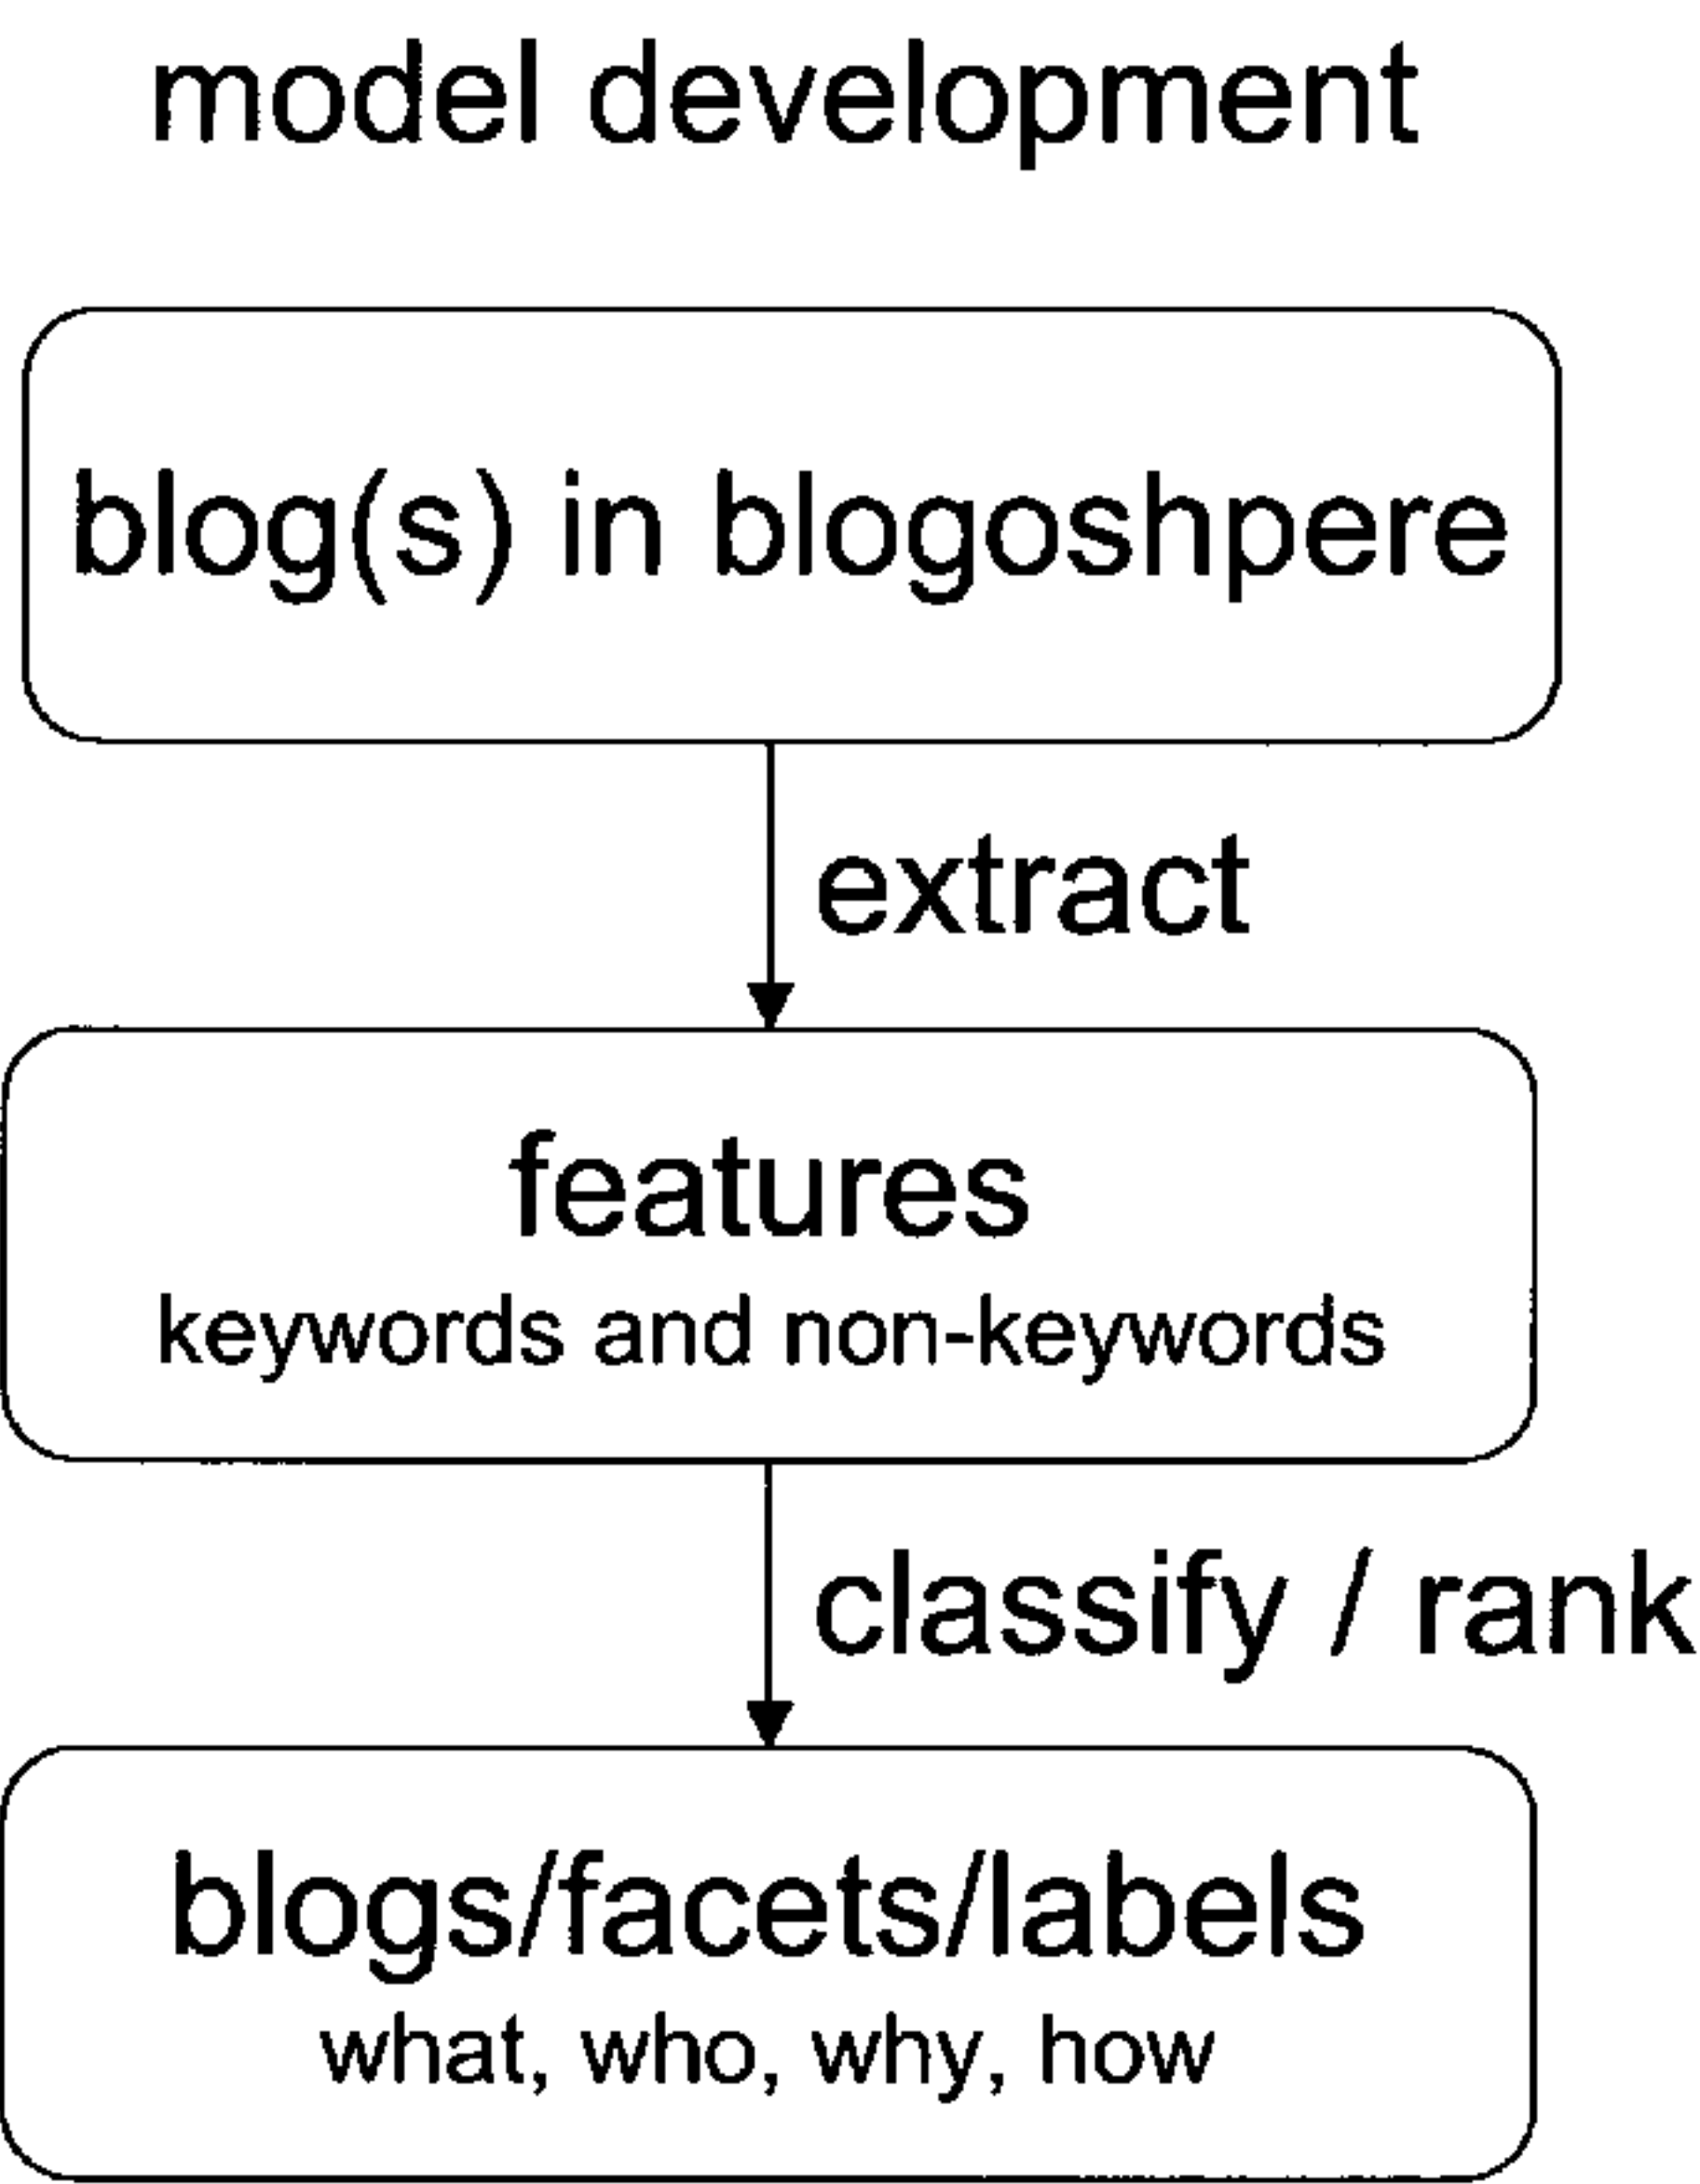 model development
blog(s) in blogoshpere
extract
features
keywords and non-keywords
classify / rank
blogs/facets/labels
what, who, why, how